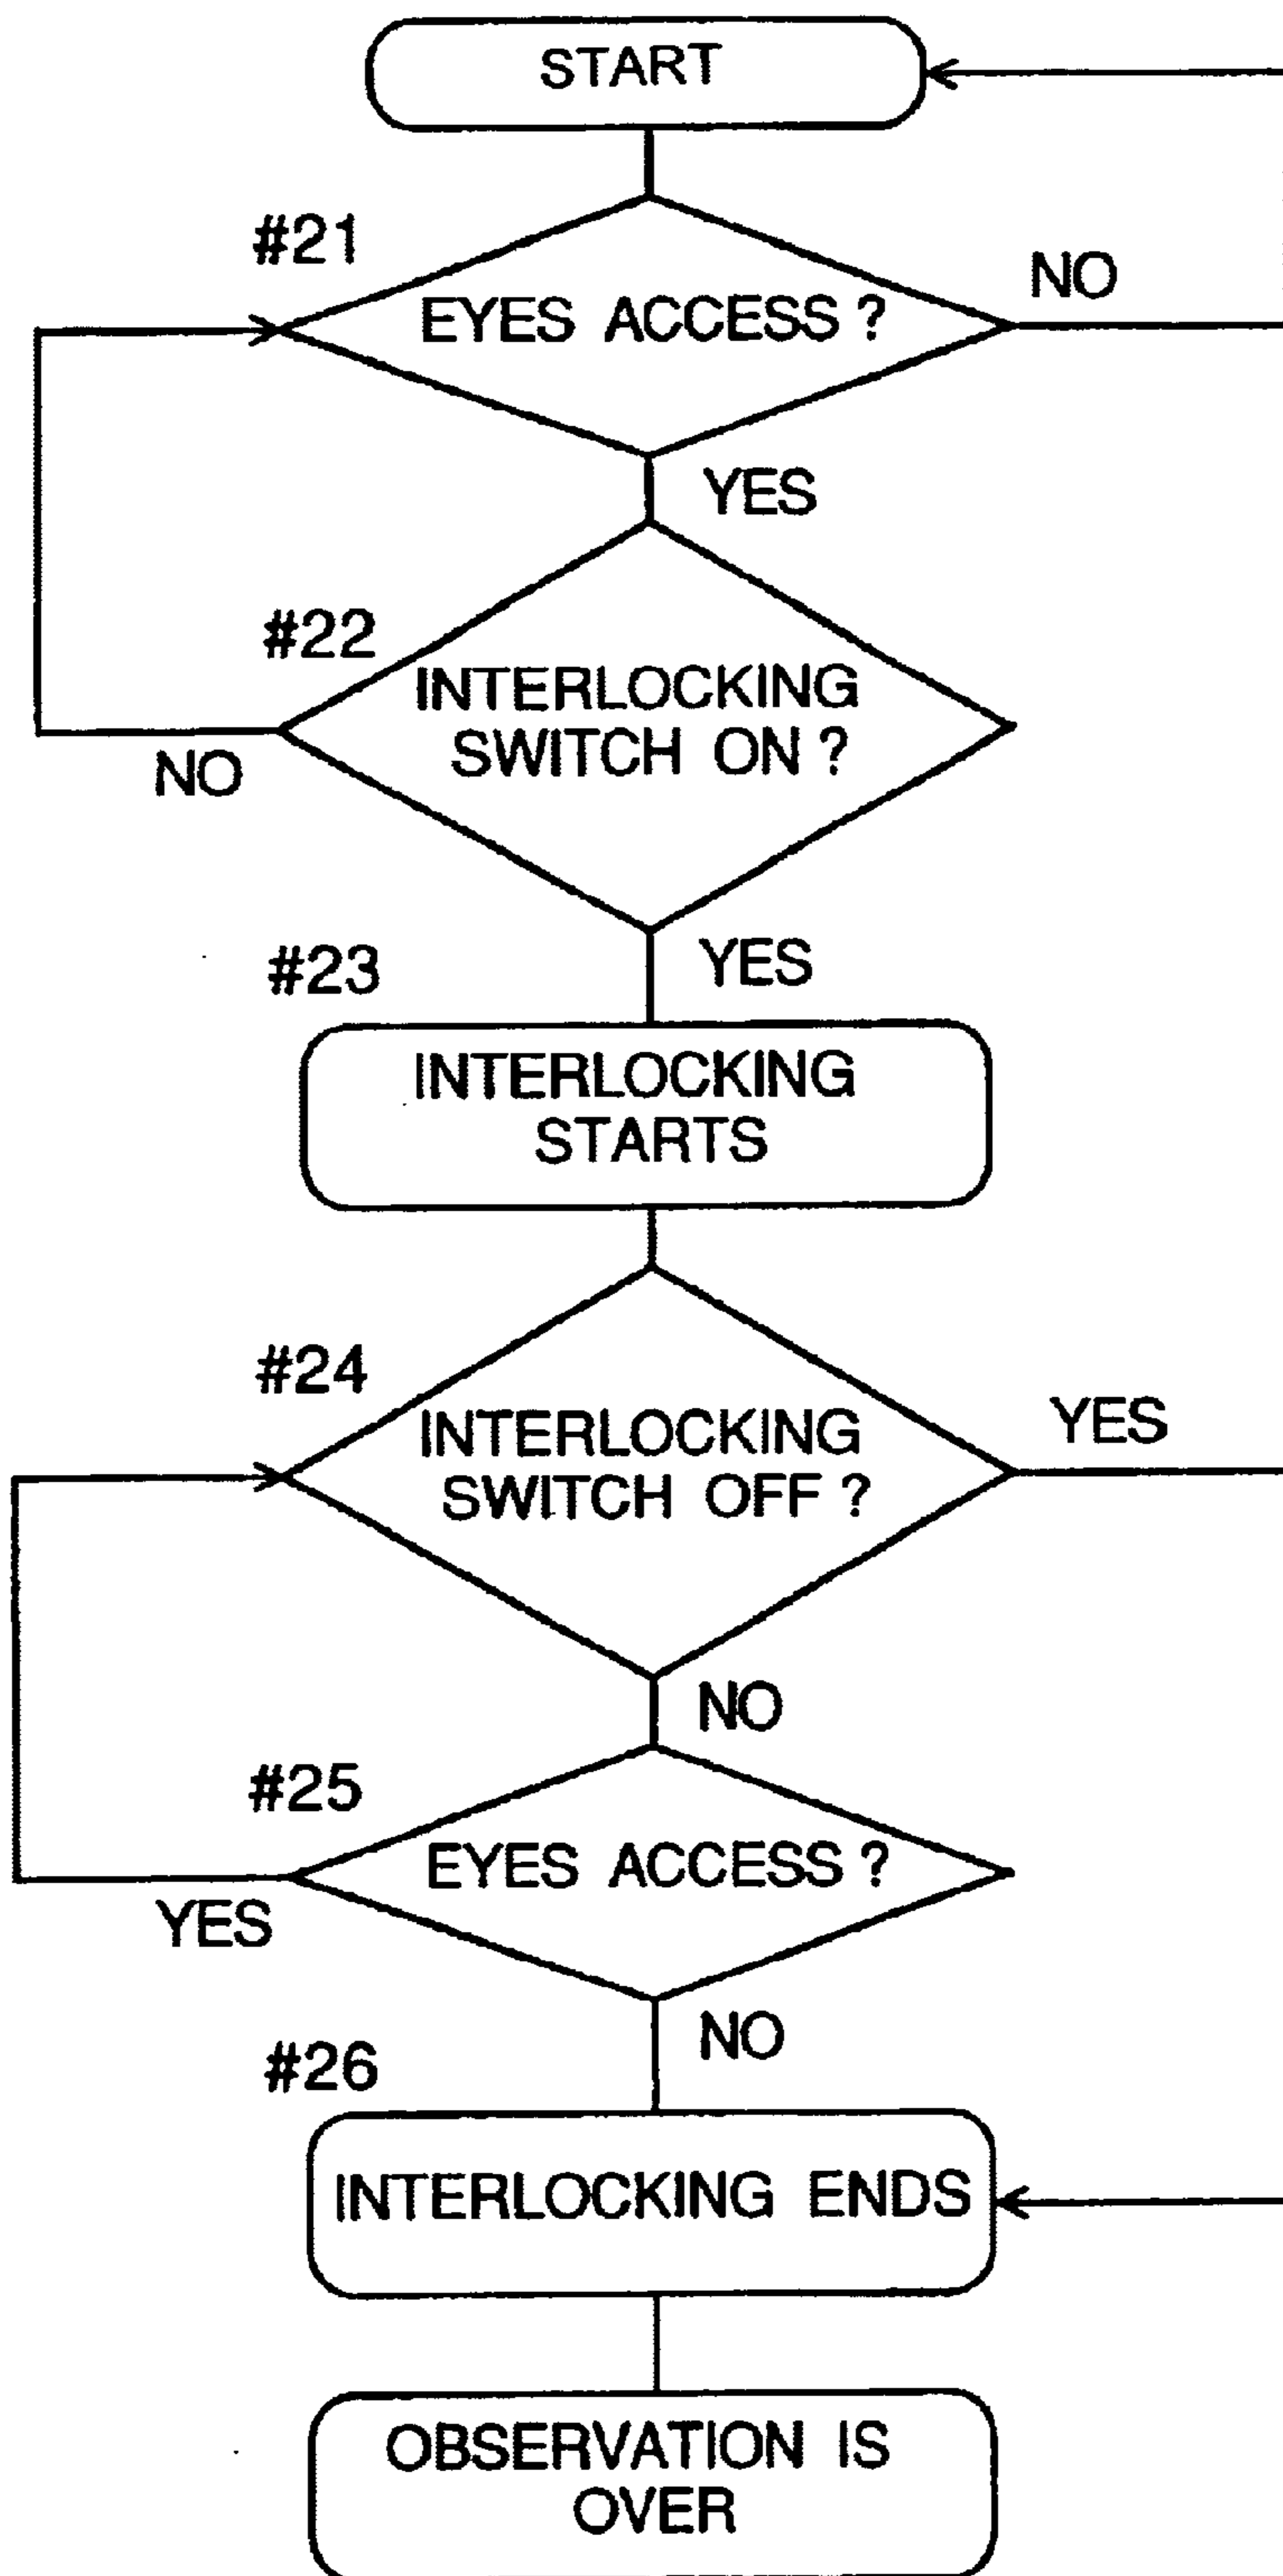 START
#21
EYES ACCESS ?
NO
YES
#22
INTERLOCKING
SWITCH ON ?
NO
YES
#23
INTERLOCKING
STARTS
#24
INTERLOCKING
SWITCH OFF ?
YES
NO
#25
EYES ACCESS ?
YES
NO
#26
INTERLOCKING ENDS
OBSERVATION IS
OVER